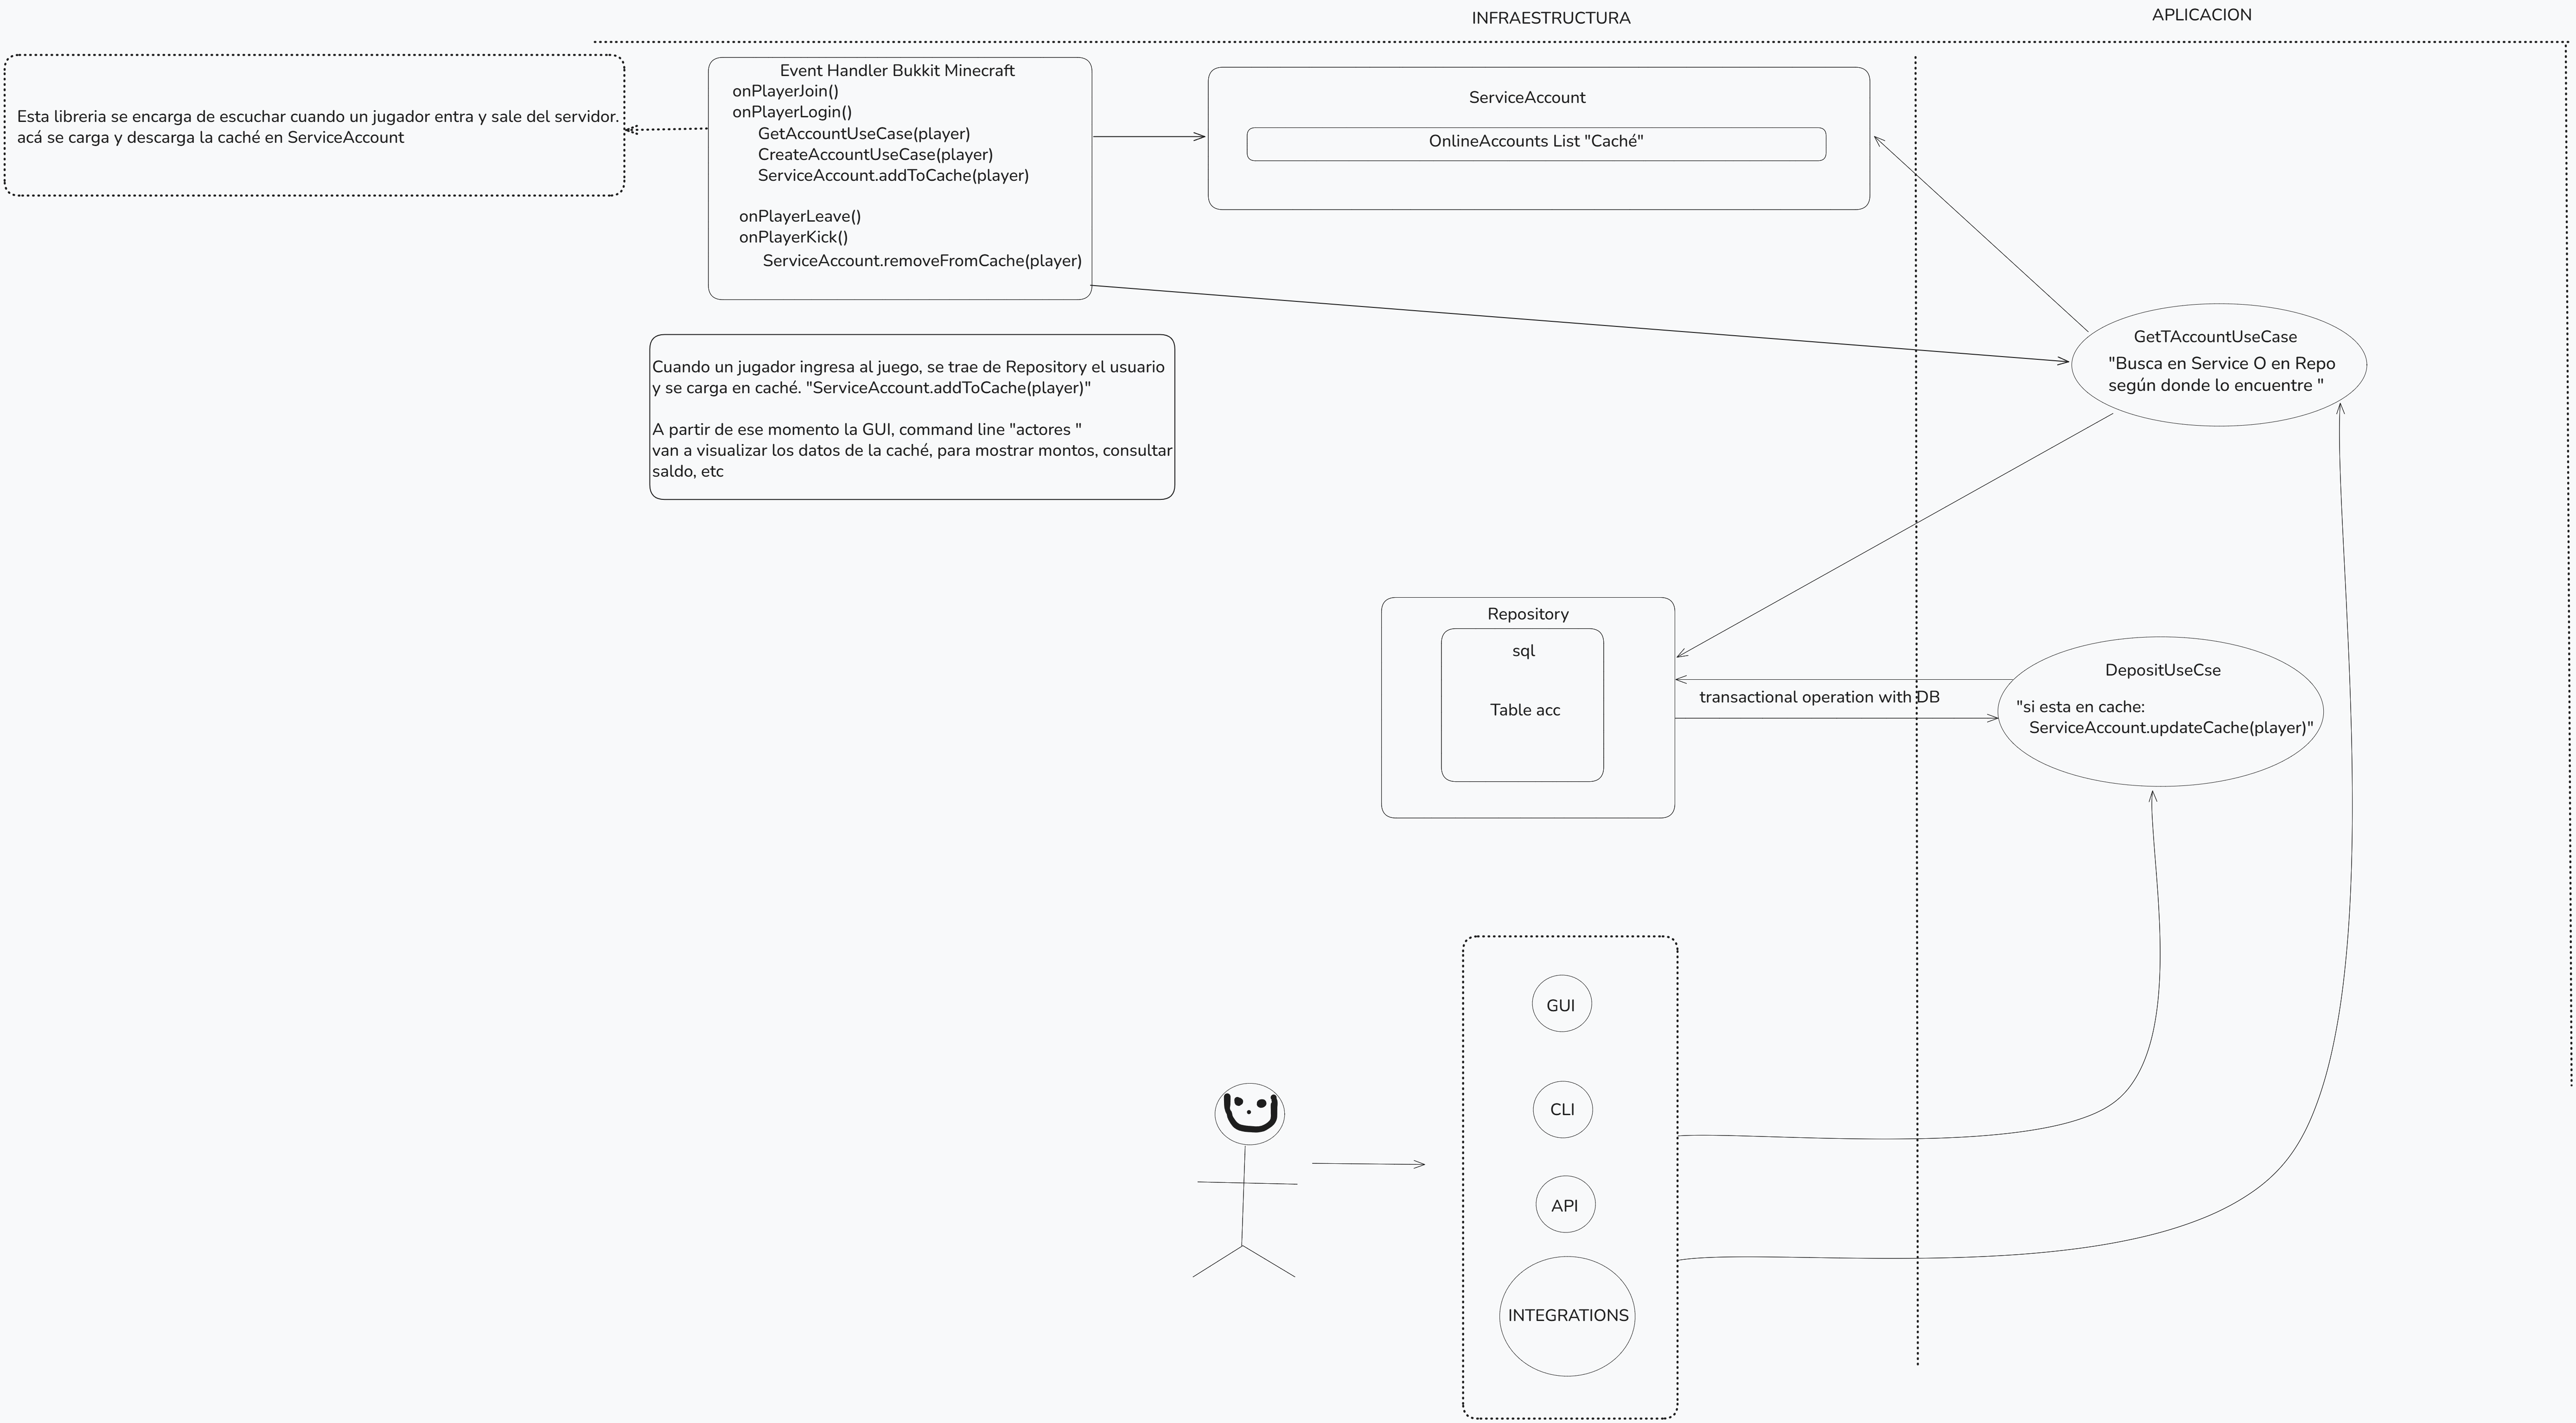 INFRAESTRUCTURA
APLICACION
Esta libreria se encarga de escuchar cuando un jugador entra y sale del servidor.
acá se carga y descarga la caché en ServiceAccount
Event Handler Bukkit Minecraft
onPlayerJoin()
onPlayerLogin()
GetAccountUseCase(player)
CreateAccountUseCase(player)
ServiceAccount.addToCache(player)
onPlayerLeave()
onPlayerKick()
ServiceAccount.removeFromCache(player)
ServiceAccount
OnlineAccounts List "Caché"
GetTAccountUseCase
"Busca en Service O en Repo
según donde lo encuentre "
Cuando un jugador ingresa al juego, se trae de Repository el usuario
y se carga en caché. "ServiceAccount.addToCache(player)"
A partir de ese momento la GUI, command line "actores "
van a visualizar los datos de la caché, para mostrar montos, consultar
saldo, etc
Repository
sql
Table acc
transactional operation with DB
DepositUseCse
"si esta en cache:
ServiceAccount.updateCache(player)"
GUI
CLI
API
INTEGRATIONS